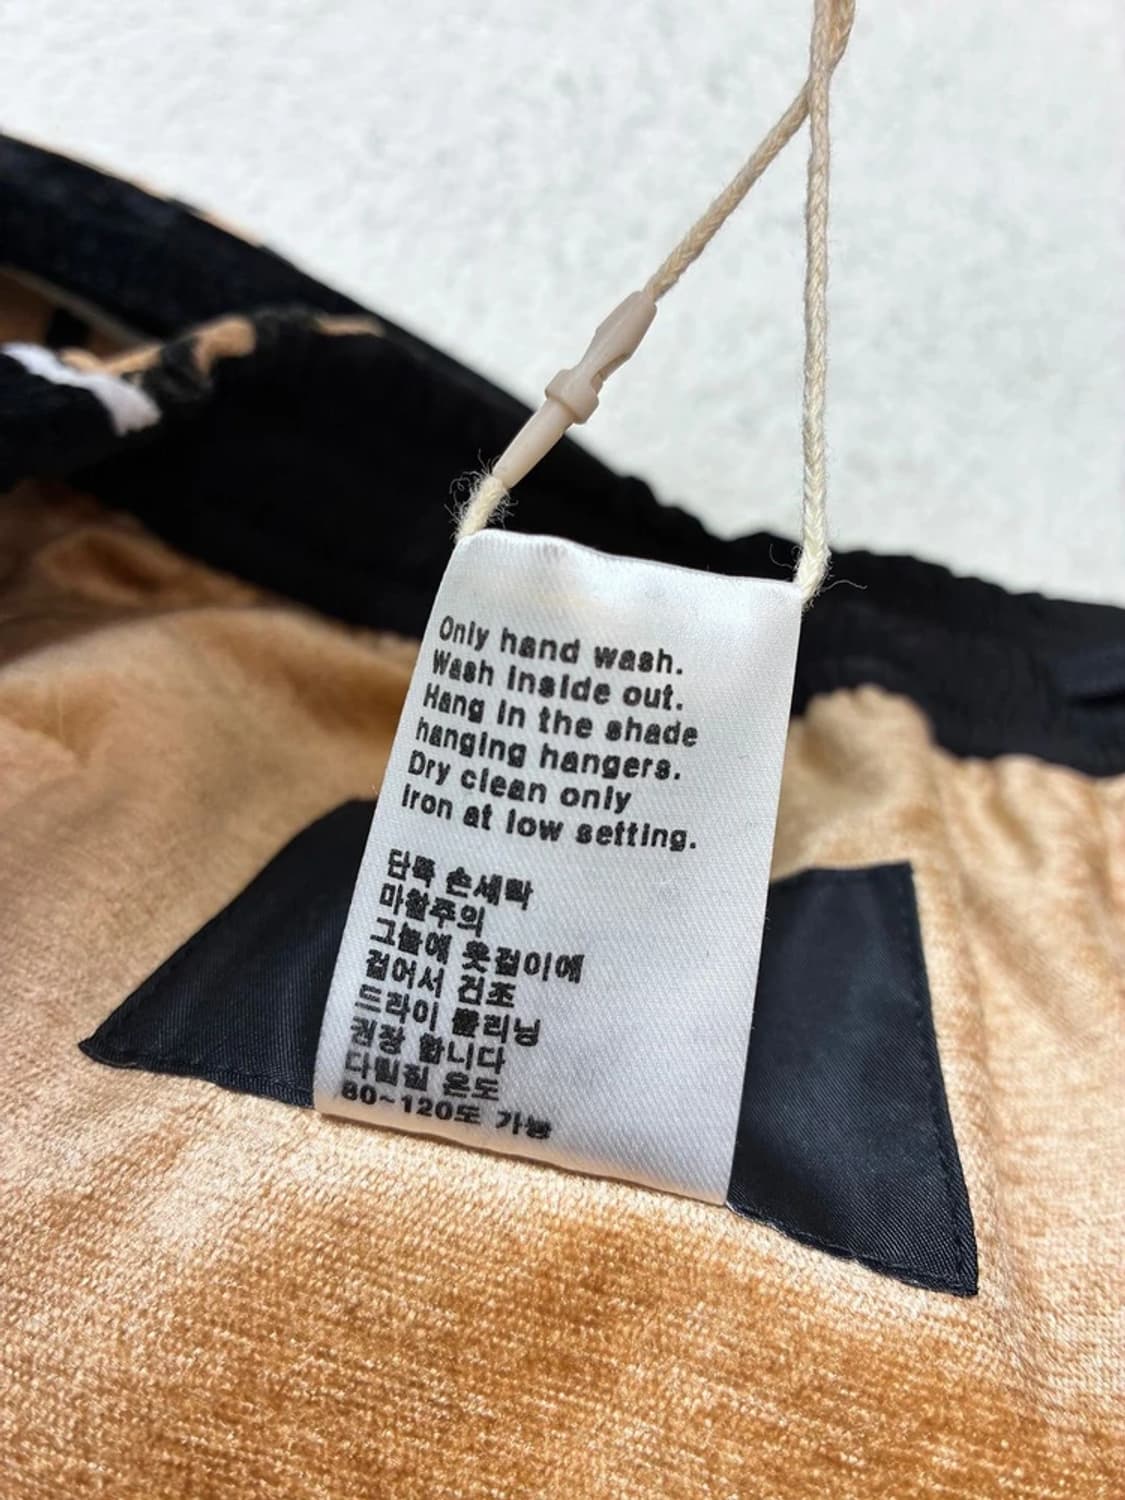 Only hand wash.
Wash inside out.
Hang in the shade
hanging hangers.
Dry clean only
Iron at low setting.
단독 손세탁
마찰주의
그늘에 옷걸이에
걸어서 건조
드라이 클리닝
권장 합니다
다림질 온도
80~120도 가능